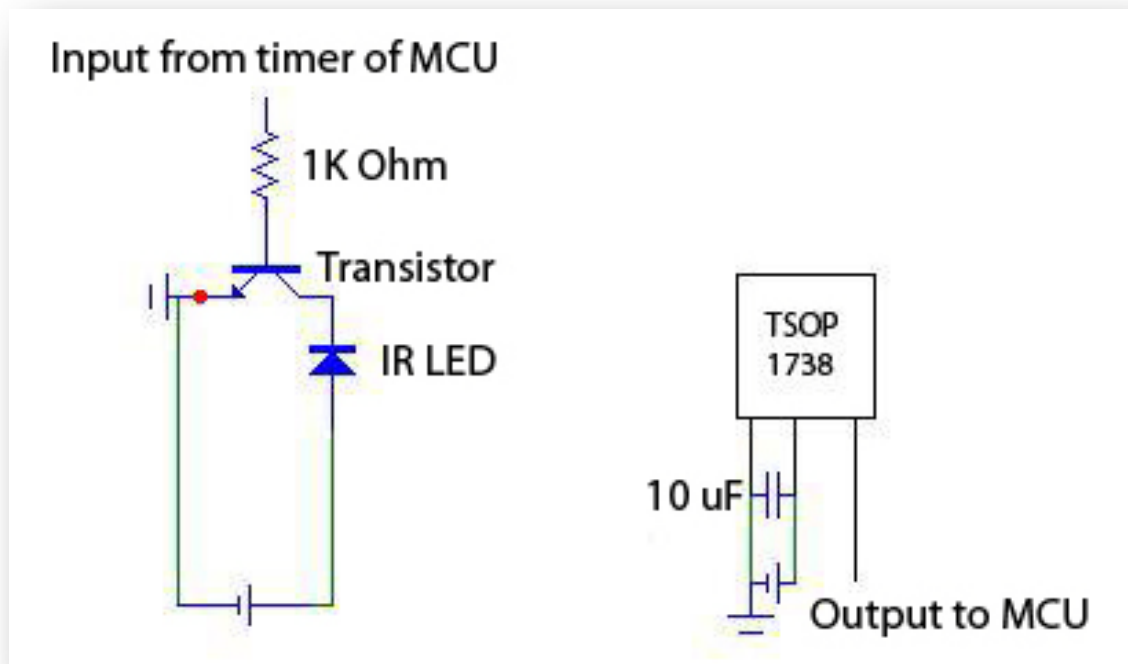 Input from timer of MCU
1K Ohm
Transistor
IR LED
TSOP
1738
10 uF
Output to MCU